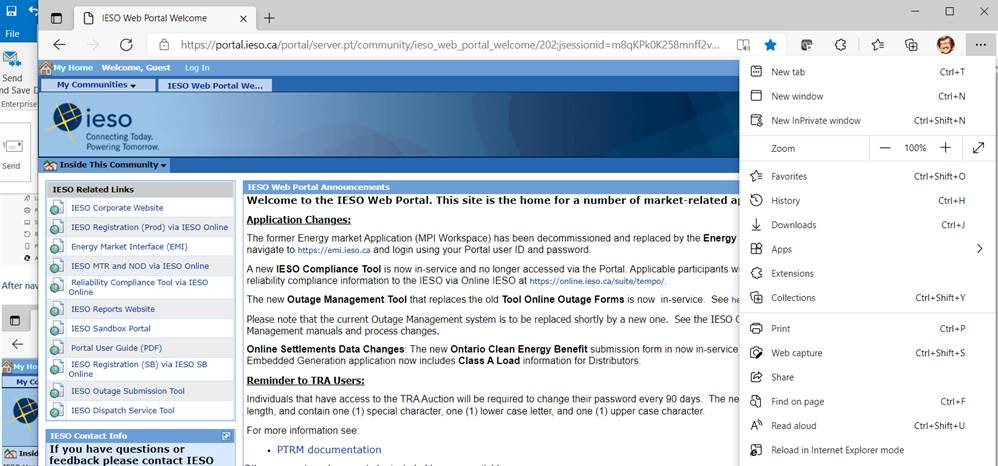 File
Send
and Save D
Enterprise
Send
After nav
My Ho
My Co
Inside
IESO Web Portal Welcome
https://portal.ieso.ca/portal/server.pt/community/ieso_web_portal_welcome/202;jsessionid=m8qKPk0K258mnff2v...
My Home Welcome, Guest Log In
My Communities IESO Web Portal We...
ieso
Connecting Today.
Powering Tomorrow.
Inside This Community
IESO Related Links
IESO Corporate Website
IESO Registration (Prod) via IESO Online
Energy Market Interface (EMI)
IESO MTR and NOD via IESO Online
Reliability Compliance Tool via IESO
Online
IESO Reports Website
IESO Sandbox Portal
Portal User Guide (PDF)
IESO Registration (SB) via IESO SB
Online
IESO Outage Submission Tool
IESO Dispatch Service Tool
IESO Contact Info
If you have questions or
feedback please contact IESO
IESO Web Portal Announcements
Welcome to the IESO Web Portal. This site is the home for a number of market-related ap
Application Changes:
The former Energy market Application (MPI Workspace) has been decommissioned and replaced by the Energy
navigate to https://emi.ieso.ca and login using your Portal user ID and password.
A new IESO Compliance Tool is now in-service and no longer accessed via the Portal. Applicable participants w
reliability compliance information to the IESO via Online IESO at https://online.ieso.ca/suite/tempo/.
The new Outage Management Tool that replaces the old Tool Online Outage Forms is now in-service. See he
Please note that the current Outage Management system is to be replaced shortly by a new one. See the IESO
Management manuals and process changes.
Online Settlements Data Changes: The new Ontario Clean Energy Benefit submission form in now in-service
Embedded Generation application now includes Class A Load information for Distributors.
Reminder to TRA Users:
Individuals that have access to the TRA Auction will be required to change their password every 90 days. The ne
length, and contain one (1) special character, one (1) lower case letter, and one (1) upper case character.
For more information see:
• PTRM documentation
New tab Ctrl+T
New window Ctrl+N
New InPrivate window Ctrl+Shift+N
Zoom 100%
Favorites Ctrl+Shift+O
History Ctrl+H
Downloads Ctrl+J
Apps
Extensions
Collections Ctrl+Shift+Y
Print Ctrl+P
Web capture Ctrl+Shift+S
Share
Find on page Ctrl+F
Read aloud Ctrl+Shift+U
Reload in Internet Explorer mode